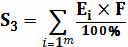 S₃ = ∑ i=1ᵐ (Eᵢ × F) / 100%